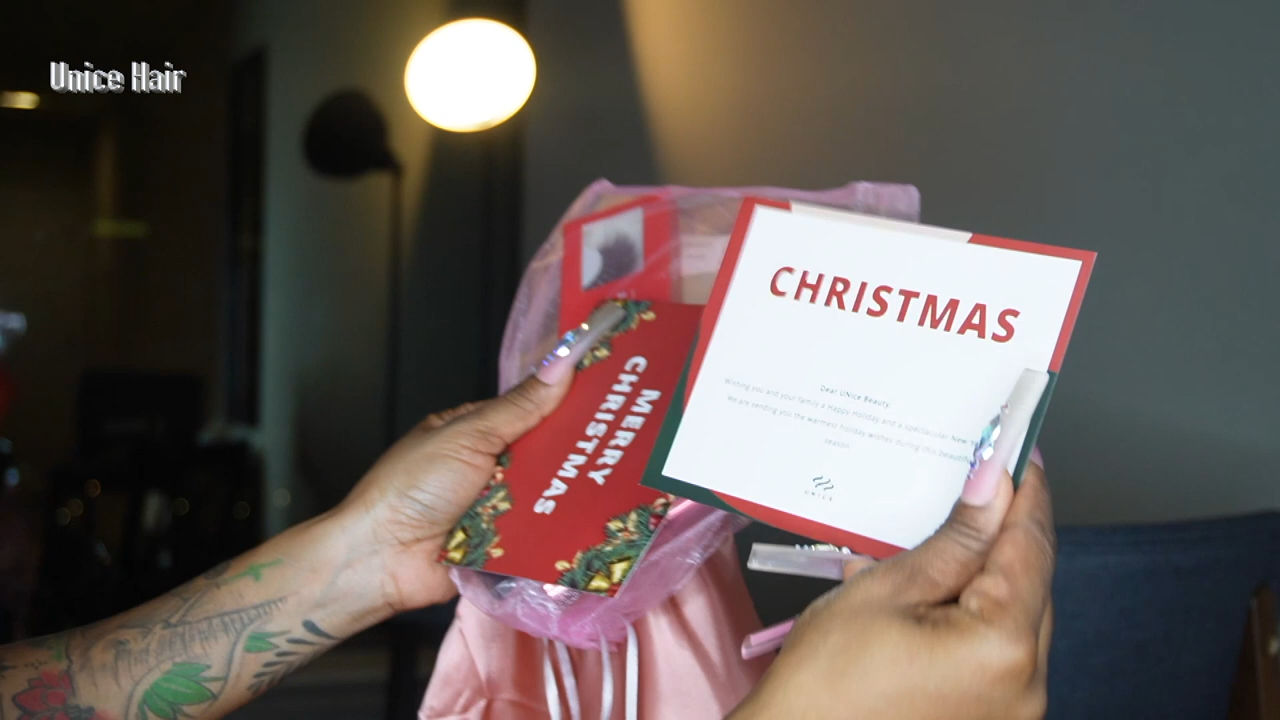 Unice Hair
MERRY
CHRISTMAS
CHRISTMAS
Dear UNice Beauty
Wishing you and your family a Happy Holiday and a spectacular New
We are sending you the warmest holiday wishes during this
season
UNICE